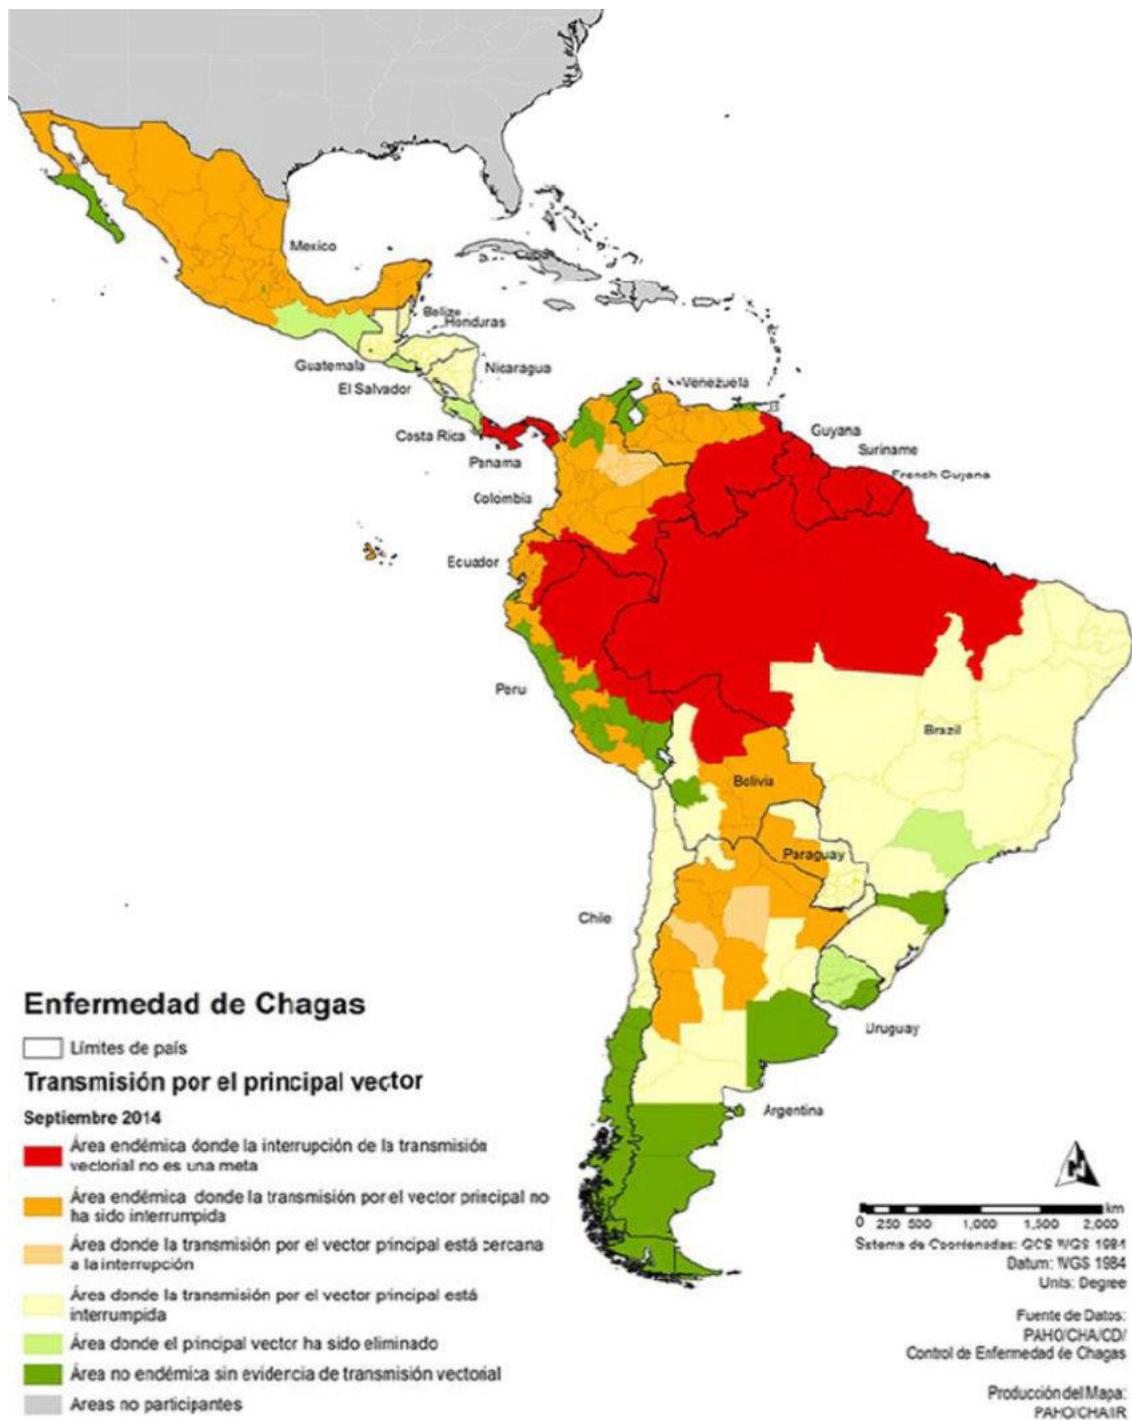 Mexico
Cuba
Belize
Honduras
Guatemala
Nicaragua
El Salvador
Venezuela
Costa Rica
Guyana
Panama
Suriname
French Guyana
Colombia
Ecuador
Peru
Brazil
Bolivia
Paraguay
Chile
Uruguay
Argentina
Enfermedad de Chagas
Límites de país
Transmisión por el principal vector
Septiembre 2014
Área endémica donde la interrupción de la transmisión
vectorial no es una meta
Área endémica donde la transmisión por el vector principal no
ha sido interrumpida
Área donde la transmisión por el vector principal está cercana
a la interrupción
Área donde la transmisión por el vector principal está
interrumpida
Área donde el principal vector ha sido eliminado
Área no endémica sin evidencia de transmisión vectorial
Areas no participantes
N
km
0 250 500 1,000 1,500 2,000
Sistema de Coordenadas: GCS WGS 1984
Datum: WGS 1984
Units: Degree
Fuente de Datos:
PAHO/CHA/CD/
Control de Enfermedad de Chagas
Producción del Mapa:
PAHO/CHA/IR